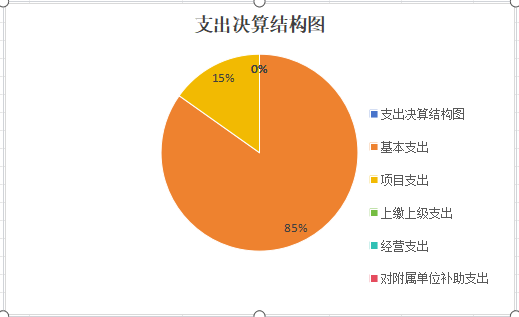 支出决算结构图
0%
15%
85%
支出决算结构图
基本支出
项目支出
上缴上级支出
经营支出
对附属单位补助支出